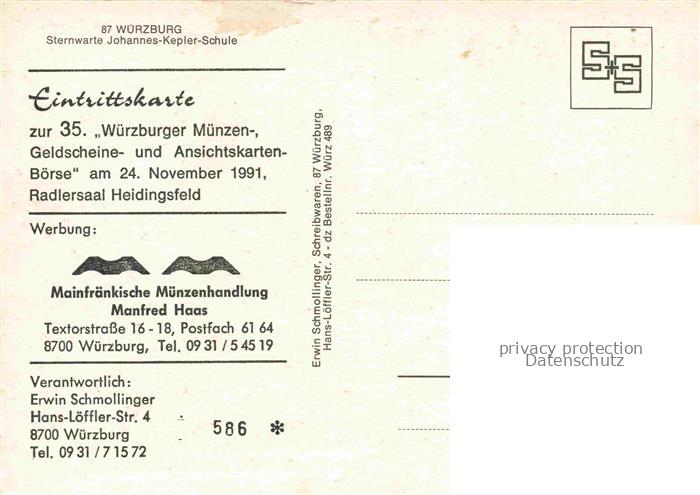 87 WÜRZBURG
Sternwarte Johannes-Kepler-Schule
Eintrittskarte
zur 35. „Würzburger Münzen-,
Geldscheine- und Ansichtskarten-
Börse“ am 24. November 1991,
Radlersaal Heidingsfeld
Werbung:
Mainfränkische Münzenhandlung
Manfred Haas
Textorstraße 16 - 18, Postfach 61 64
8700 Würzburg, Tel. 09 31 / 5 45 19
Verantwortlich:
Erwin Schmollinger
Hans-Löffler-Str. 4
8700 Würzburg
Tel. 09 31 / 7 15 72
586 *
Erwin Schmollinger, Schreibwaren, 87 Würzburg,
Hans-Löffler-Str. 4 - dz Bestellnr. Würz 489
S+S
privacy protection
Datenschutz